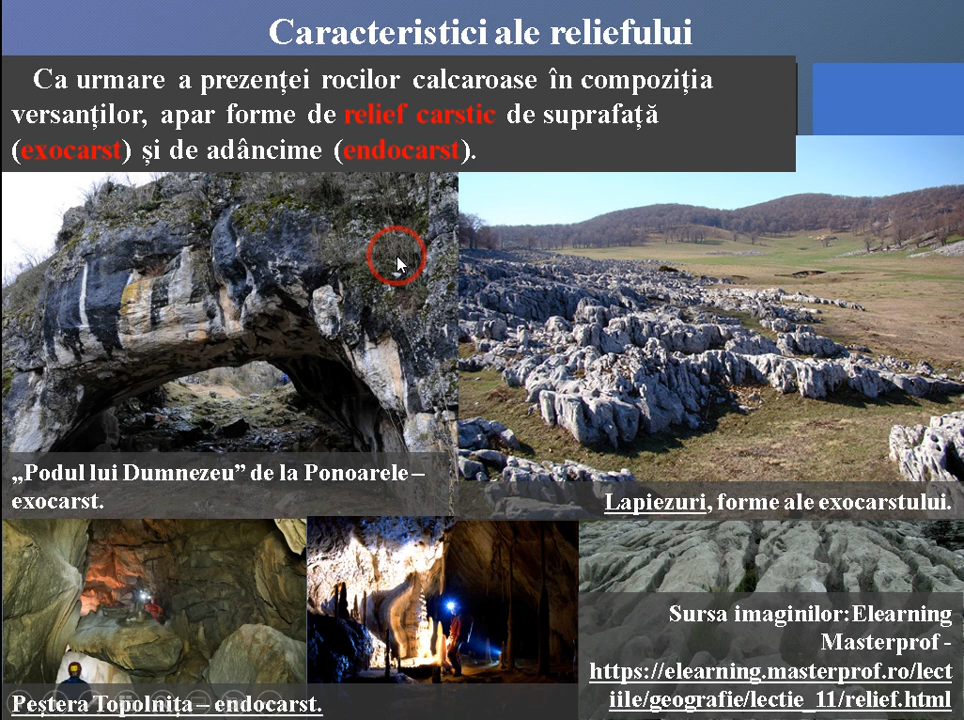 Caracteristici ale reliefului
Ca urmare a prezenței rocilor calcaroase în compoziția
versanților, apar forme de relief carstic de suprafață
(exocarst) și de adâncime (endocarst).
„Podul lui Dumnezeu” de la Ponoarele –
exocarst.
Lapiezuri, forme ale exocarstului.
Peștera Topolnița – endocarst.
Sursa imaginilor:Elearning
Masterprof -
https://elearning.masterprof.ro/lect
iile/geografie/lectie_11/relief.html